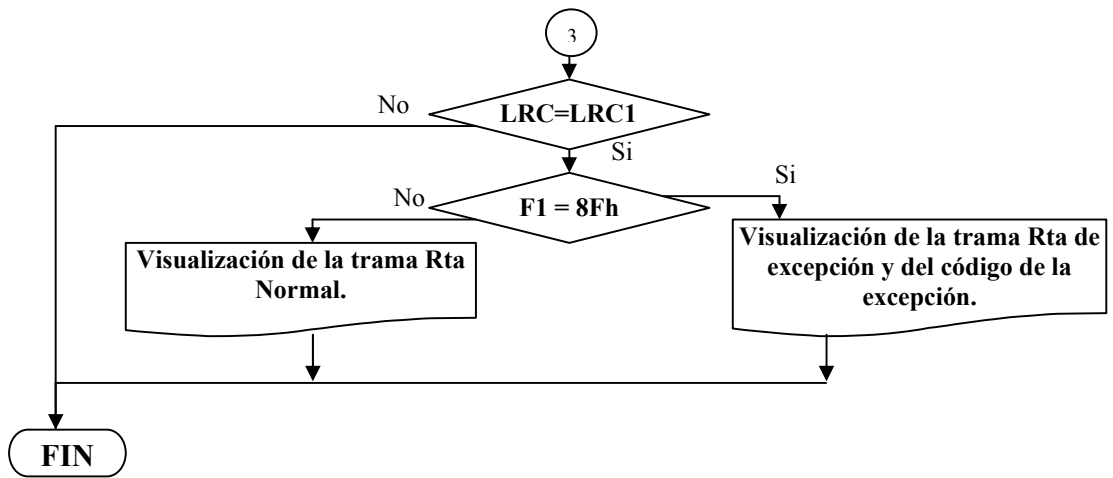 3
No
LRC=LRC1
Si
No
F1 = 8Fh
Si
Visualización de la trama Rta
Normal.
Visualización de la trama Rta de
excepción y del código de la
excepción.
FIN